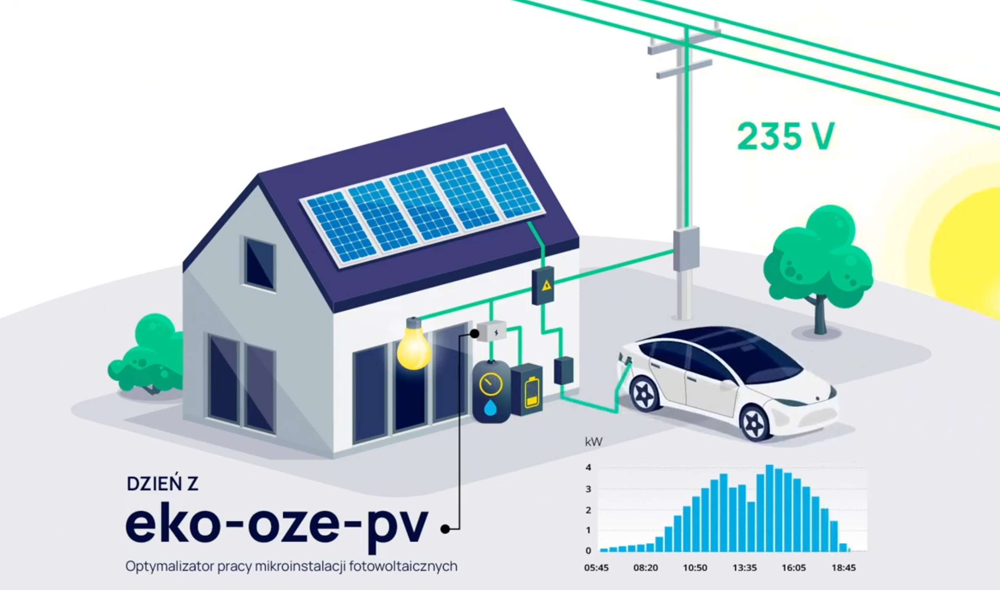 235 V
DZIEŃ Z
eko-oze-pv
Optymalizator pracy mikroinstalacji fotowoltaicznych
kW
4
3
2
1
0
05:45 08:20 10:50 13:35 16:05 18:45